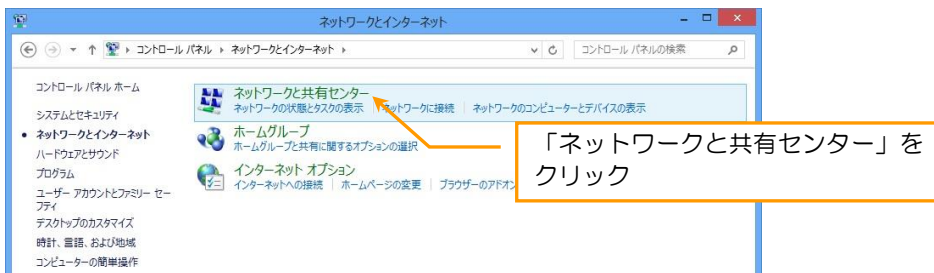 ネットワークとインターネット
コントロール パネル ▸ ネットワークとインターネット ▸
コントロール パネルの検索
コントロール パネル ホーム
システムとセキュリティ
ネットワークとインターネット
ハードウェアとサウンド
プログラム
ユーザー アカウントとファミリー セー
フティ
デスクトップのカスタマイズ
時計、言語、および地域
コンピューターの簡単操作
ネットワークと共有センター
ネットワークの状態とタスクの表示 ネットワークに接続 ネットワークのコンピューターとデバイスの表示
ホームグループ
ホームグループと共有に関するオプションの選択
インターネット オプション
インターネットへの接続 ホームページの変更 ブラウザーのアドオン
「ネットワークと共有センター」を
クリック